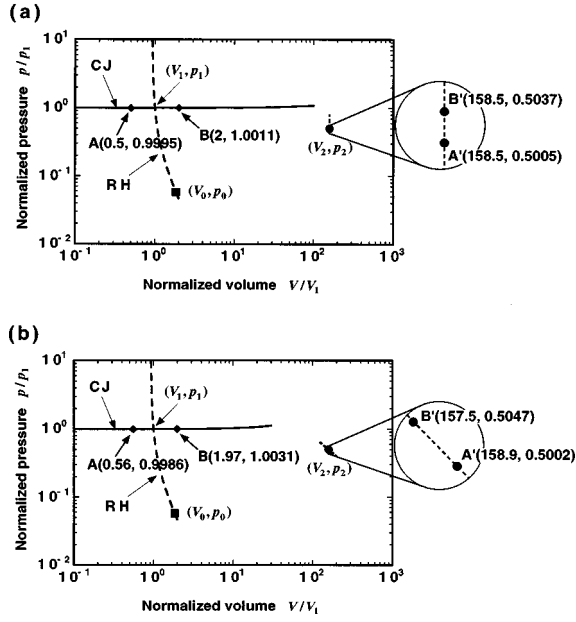 (a)
Normalized pressure p/p₁
10¹
10⁰
10⁻¹
10⁻²
CJ
(V₁, p₁)
A(0.5, 0.9995)
B(2, 1.0011)
RH
(V₀, p₀)
(V₂, p₂)
B'(158.5, 0.5037)
A'(158.5, 0.5005)
10⁻¹ 10⁰ 10¹ 10² 10³
Normalized volume V/V₁
(b)
Normalized pressure p/p₁
10¹
10⁰
10⁻¹
10⁻²
CJ
(V₁, p₁)
A(0.56, 0.9986)
B(1.97, 1.0031)
RH
(V₀, p₀)
(V₂, p₂)
B'(157.5, 0.5047)
A'(158.9, 0.5002)
10⁻¹ 10⁰ 10¹ 10² 10³
Normalized volume V/V₁